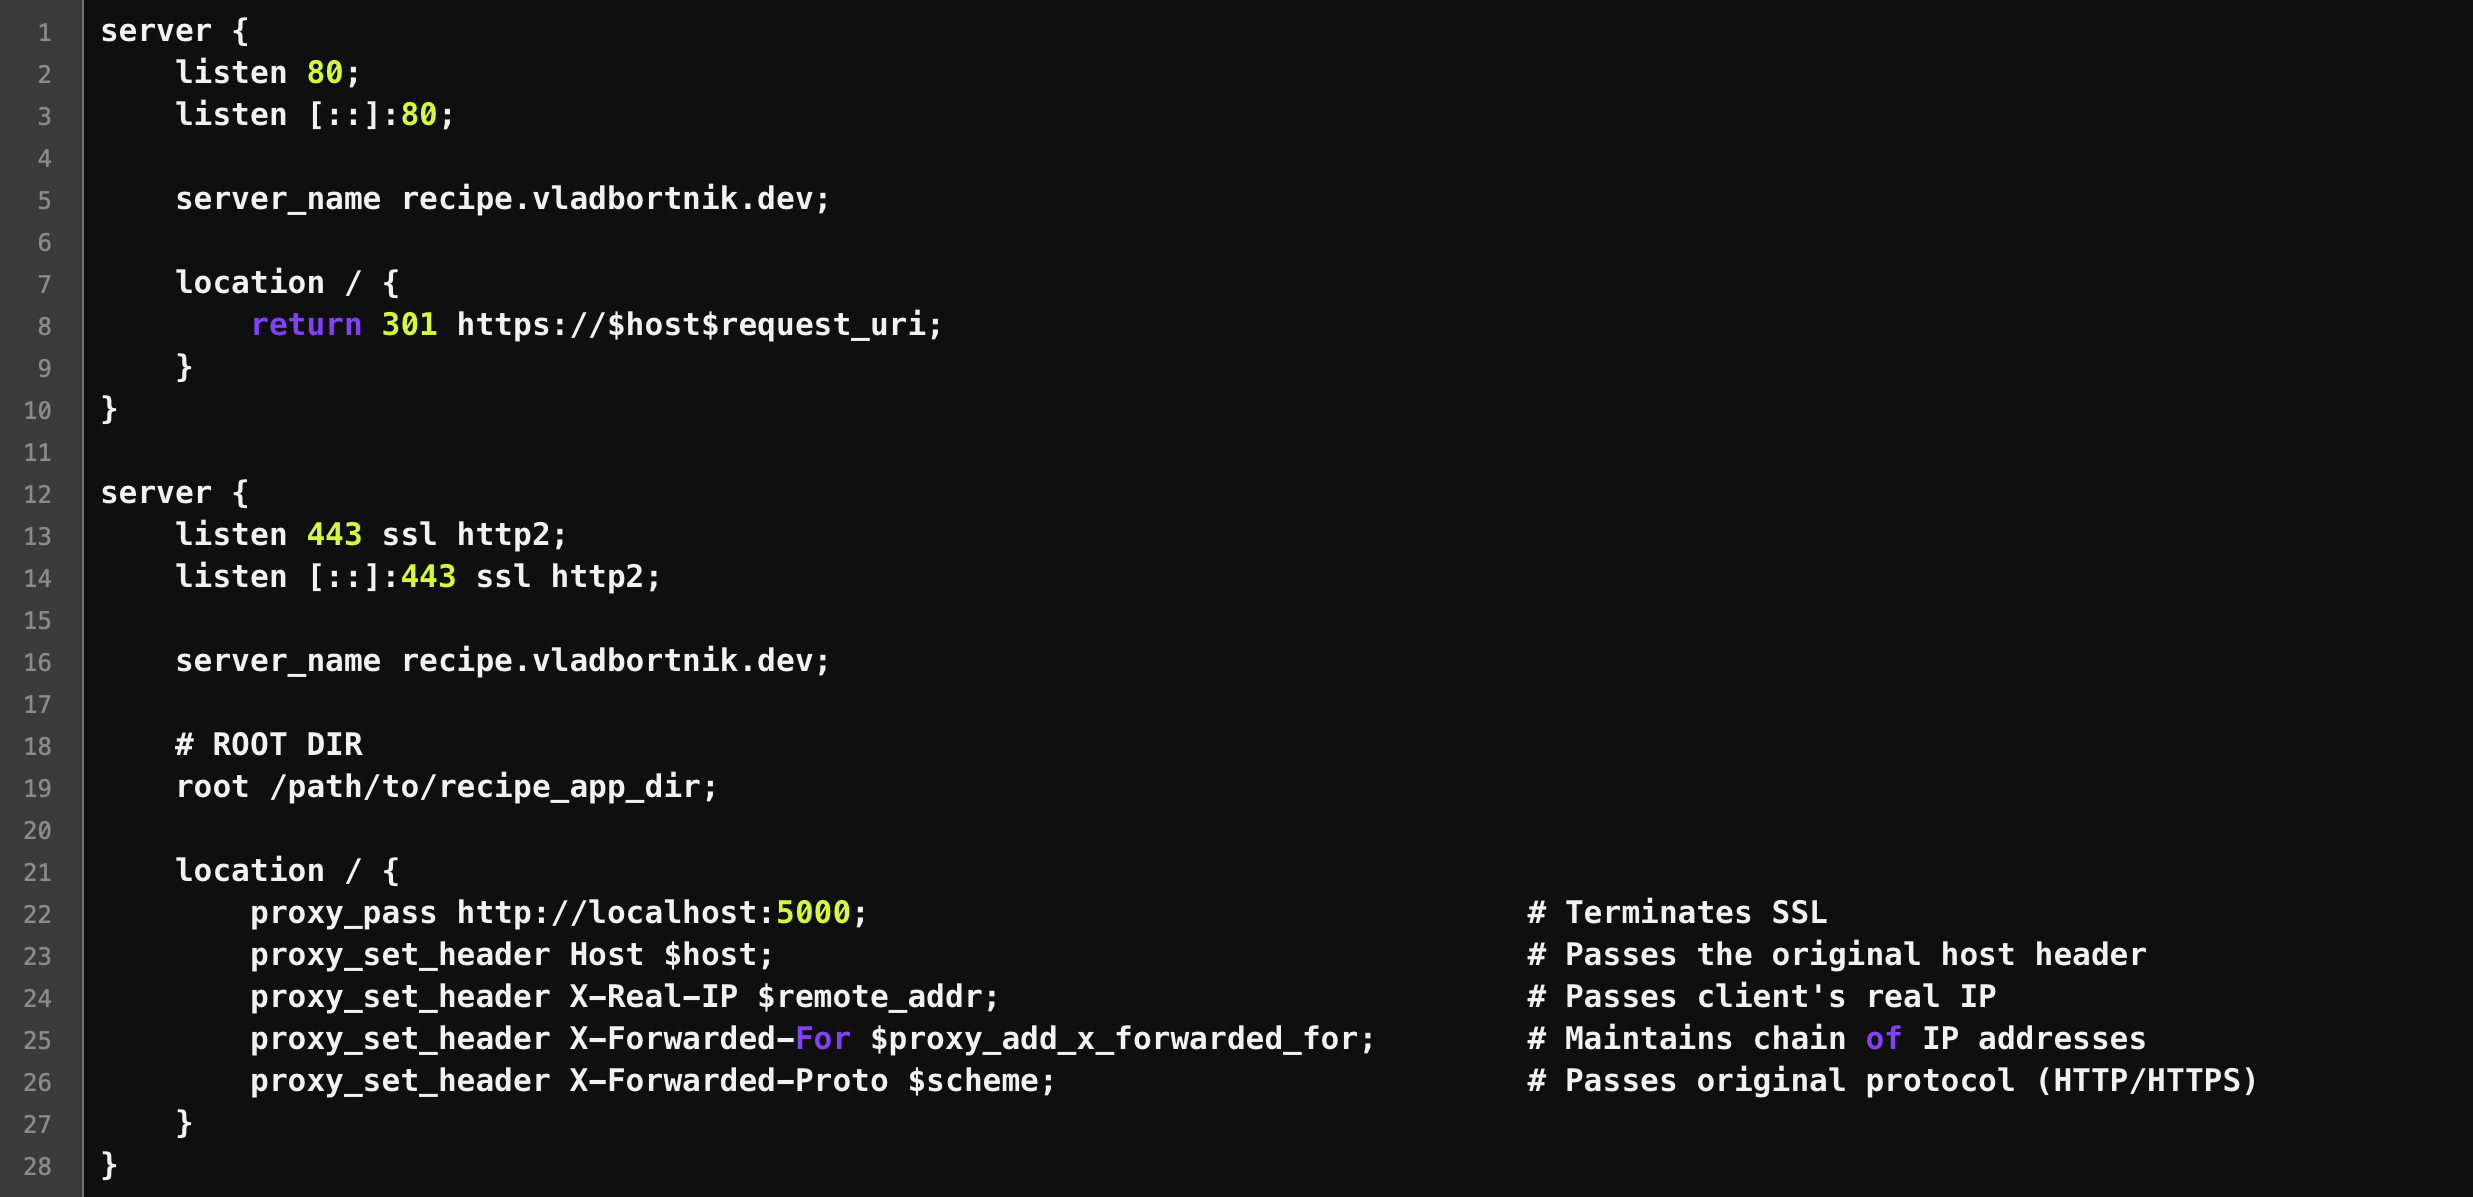 1 server {
2     listen 80;
3     listen [::]:80;
4
5     server_name recipe.vladbortnik.dev;
6
7     location / {
8         return 301 https://$host$request_uri;
9     }
10 }
11
12 server {
13     listen 443 ssl http2;
14     listen [::]:443 ssl http2;
15
16     server_name recipe.vladbortnik.dev;
17
18     # ROOT DIR
19     root /path/to/recipe_app_dir;
20
21     location / {
22         proxy_pass http://localhost:5000;                                   # Terminates SSL
23         proxy_set_header Host $host;                                        # Passes the original host header
24         proxy_set_header X-Real-IP $remote_addr;                            # Passes client's real IP
25         proxy_set_header X-Forwarded-For $proxy_add_x_forwarded_for;        # Maintains chain of IP addresses
26         proxy_set_header X-Forwarded-Proto $scheme;                         # Passes original protocol (HTTP/HTTPS)
27     }
28 }